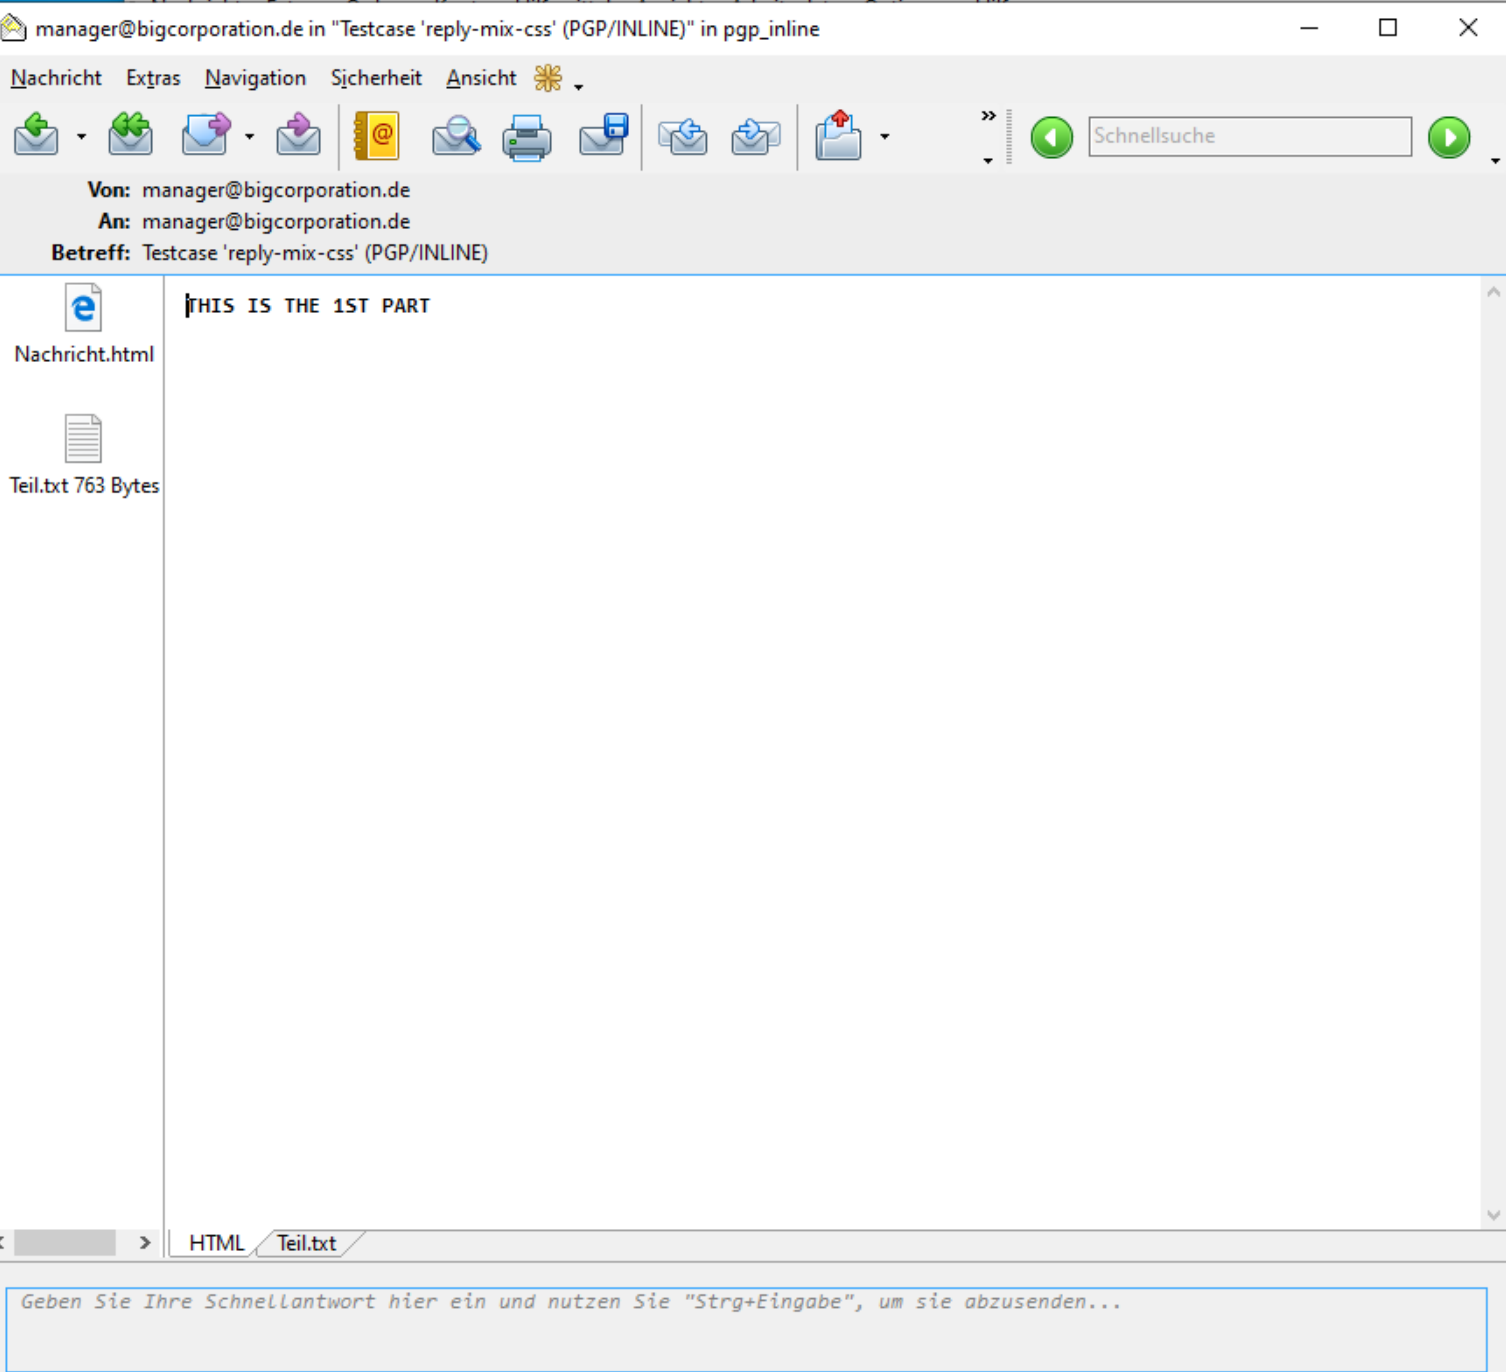 manager@bigcorporation.de in "Testcase 'reply-mix-css' (PGP/INLINE)" in pgp_inline
Nachricht Extras Navigation Sicherheit Ansicht
@ » Schnellsuche
Von: manager@bigcorporation.de
An: manager@bigcorporation.de
Betreff: Testcase 'reply-mix-css' (PGP/INLINE)
THIS IS THE 1ST PART
Nachricht.html
Teil.txt 763 Bytes
HTML Teil.txt
Geben Sie Ihre Schnellantwort hier ein und nutzen Sie "Strg+Eingabe", um sie abzusenden...